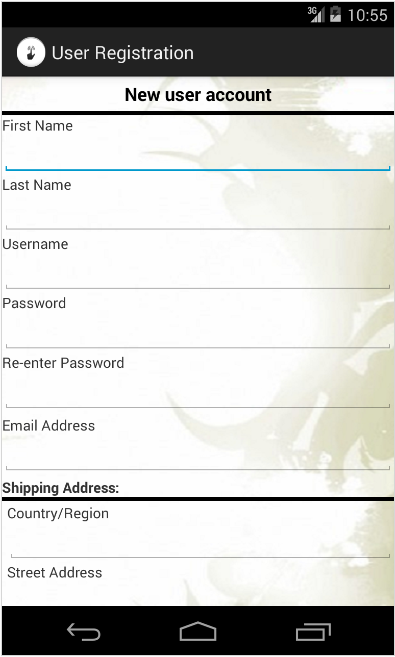 3G 10:55
User Registration
New user account
First Name
Last Name
Username
Password
Re-enter Password
Email Address
Shipping Address:
Country/Region
Street Address